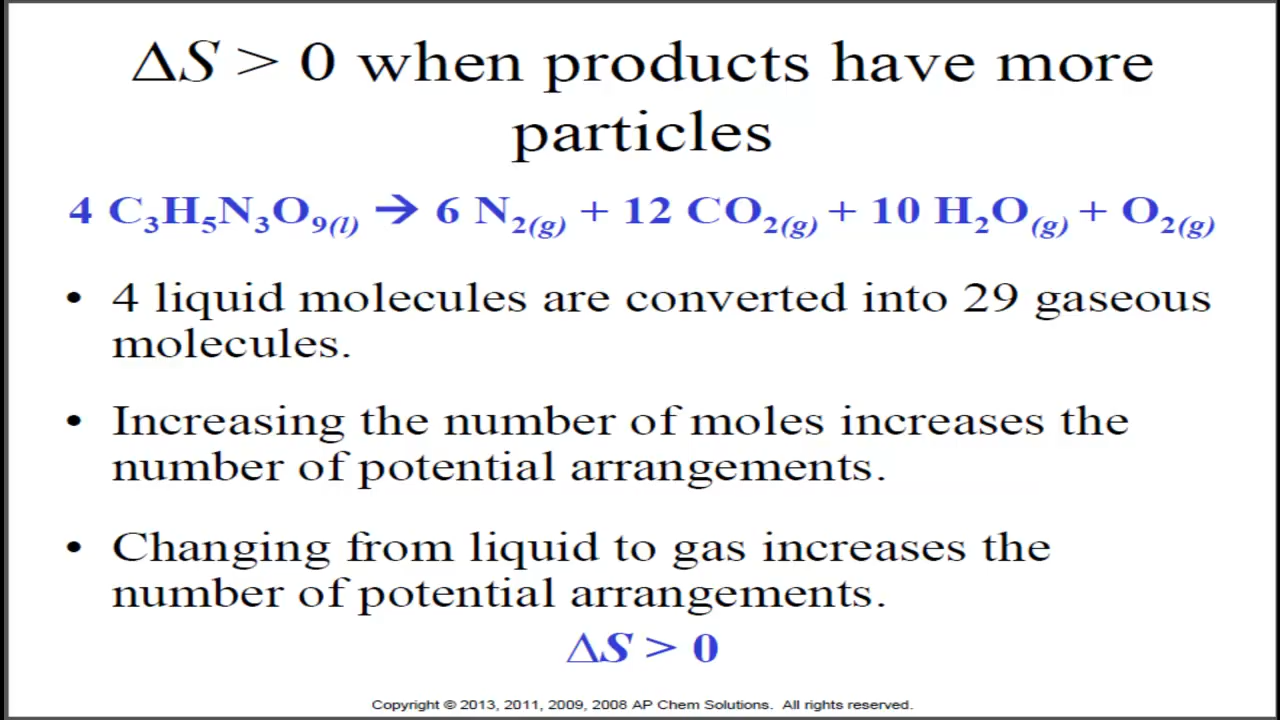 ΔS > 0 when products have more
particles
4 C₃H₅N₃O₉₍ₗ₎ → 6 N₂(g) + 12 CO₂(g) + 10 H₂O(g) + O₂(g)
• 4 liquid molecules are converted into 29 gaseous
molecules.
• Increasing the number of moles increases the
number of potential arrangements.
• Changing from liquid to gas increases the
number of potential arrangements.
ΔS > 0
Copyright © 2013, 2011, 2009, 2008 AP Chem Solutions. All rights reserved.